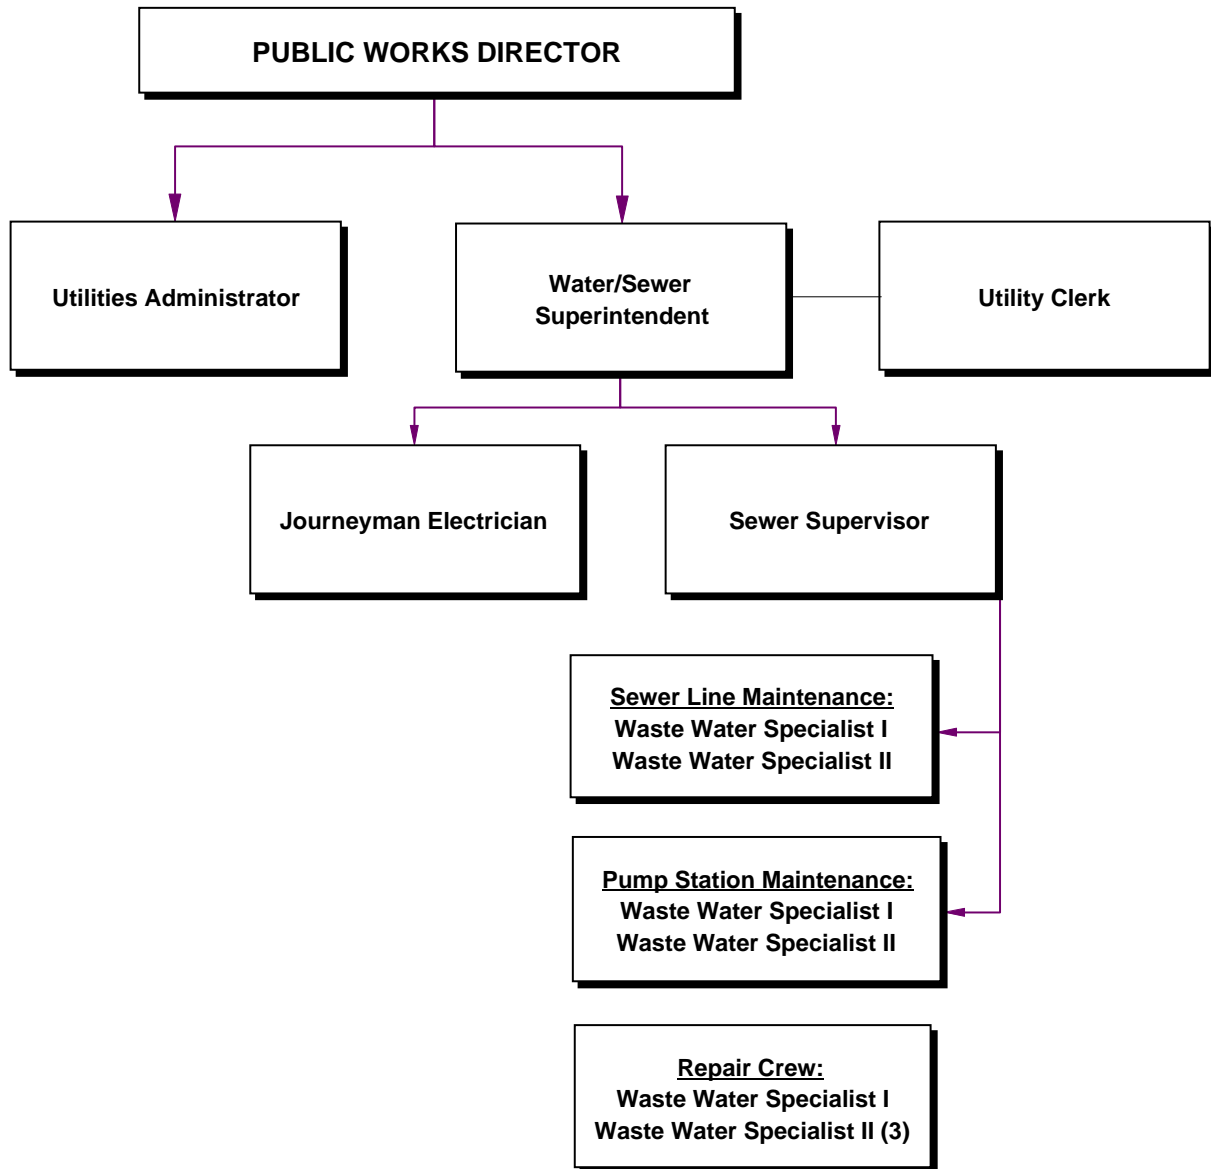 PUBLIC WORKS DIRECTOR
Utilities Administrator
Water/Sewer
Superintendent
Utility Clerk
Journeyman Electrician
Sewer Supervisor
Sewer Line Maintenance:
Waste Water Specialist I
Waste Water Specialist II
Pump Station Maintenance:
Waste Water Specialist I
Waste Water Specialist II
Repair Crew:
Waste Water Specialist I
Waste Water Specialist II (3)